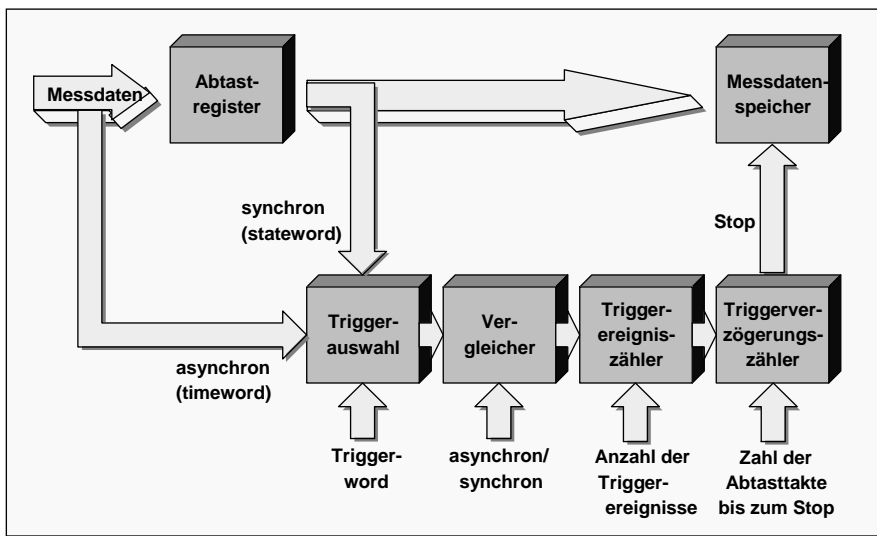 Messdaten
Abtast-
register
Messdaten-
speicher
synchron
(stateword)
Stop
Trigger-
auswahl
Ver-
gleicher
Trigger-
ereignis-
zähler
Triggerver-
zögerungs-
zähler
asynchron
(timeword)
Trigger-
word
asynchron/
synchron
Anzahl der
Trigger-
ereignisse
Zahl der
Abtasttakte
bis zum Stop